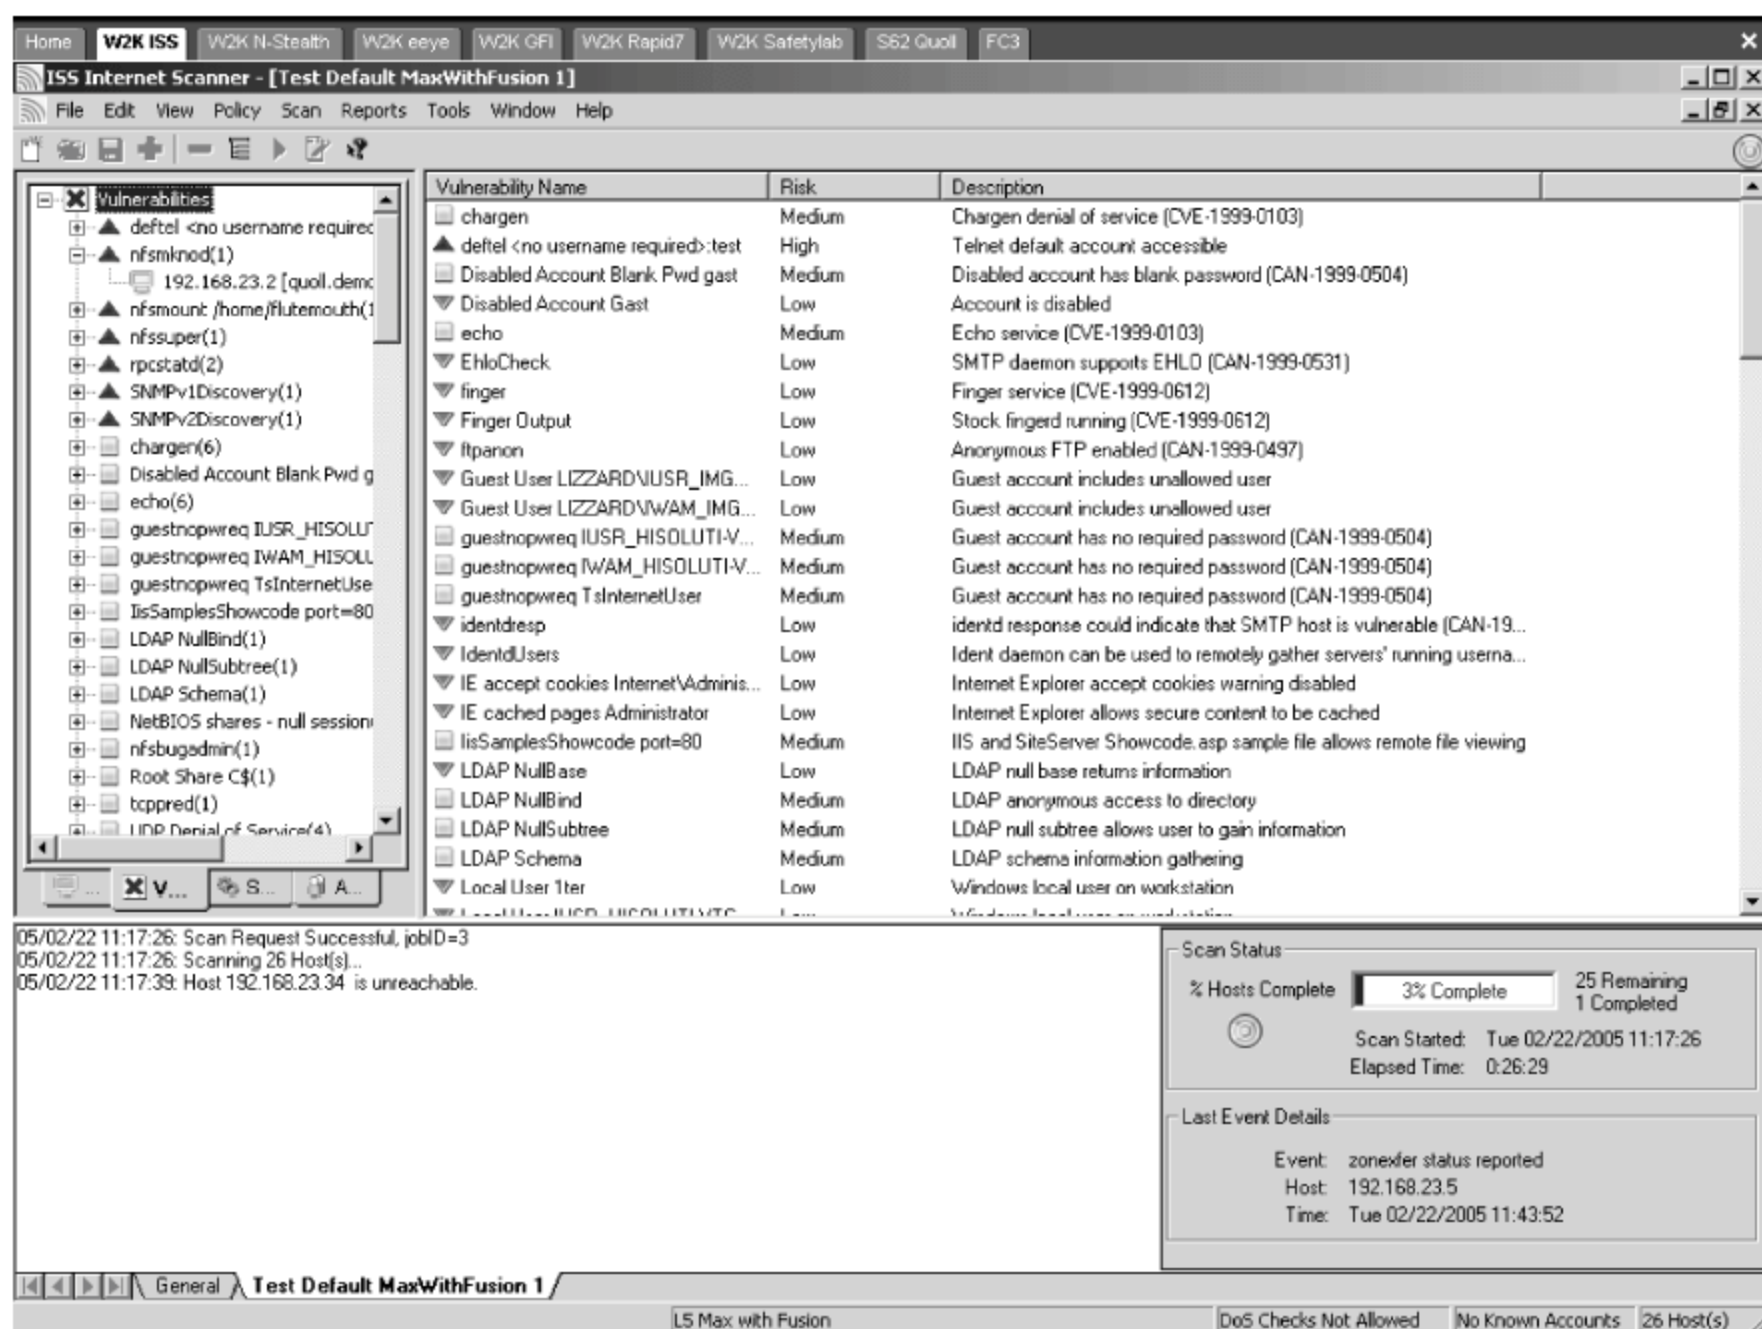 Home W2K ISS W2K N-Stealth W2K eeye W2K GFI W2K Rapid7 W2K Safetylab S62 Quoll FC3
ISS Internet Scanner - [Test Default MaxWithFusion 1]
File Edit View Policy Scan Reports Tools Window Help
Vulnerabilities
deftel <no username required
nfsmknod(1)
192.168.23.2 [quoll.demo
nfsmount /home/flutemouth(1
nfssuper(1)
rpcstatd(2)
SNMPv1Discovery(1)
SNMPv2Discovery(1)
chargen(6)
Disabled Account Blank Pwd g
echo(6)
guestnopwreq IUSR_HISOLUT
guestnopwreq IWAM_HISOLU
guestnopwreq TsInternetUse
IisSamplesShowcode port=80
LDAP NullBind(1)
LDAP NullSubtree(1)
LDAP Schema(1)
NetBIOS shares - null session
nfsbugadmin(1)
Root Share C$(1)
tcppred(1)
UDP Denial of Service(4)
V... S... A...
Vulnerability Name Risk Description
chargen Medium Chargen denial of service (CVE-1999-0103)
deftel <no username required>:test High Telnet default account accessible
Disabled Account Blank Pwd gast Medium Disabled account has blank password (CAN-1999-0504)
Disabled Account Gast Low Account is disabled
echo Medium Echo service (CVE-1999-0103)
EhloCheck Low SMTP daemon supports EHLO (CAN-1999-0531)
finger Low Finger service (CVE-1999-0612)
Finger Output Low Stock fingerd running (CVE-1999-0612)
ftpanon Low Anonymous FTP enabled (CAN-1999-0497)
Guest User LIZZARD\IUSR_IMG... Low Guest account includes unallowed user
Guest User LIZZARD\IWAM_IMG... Low Guest account includes unallowed user
guestnopwreq IUSR_HISOLUTI-V... Medium Guest account has no required password (CAN-1999-0504)
guestnopwreq IWAM_HISOLUTI-V... Medium Guest account has no required password (CAN-1999-0504)
guestnopwreq TsInternetUser Medium Guest account has no required password (CAN-1999-0504)
identdresp Low identd response could indicate that SMTP host is vulnerable (CAN-19...
IdentdUsers Low Ident daemon can be used to remotely gather servers' running userna...
IE accept cookies Internet\Adminis... Low Internet Explorer accept cookies warning disabled
IE cached pages Administrator Low Internet Explorer allows secure content to be cached
IisSamplesShowcode port=80 Medium IIS and SiteServer Showcode.asp sample file allows remote file viewing
LDAP NullBase Low LDAP null base returns information
LDAP NullBind Medium LDAP anonymous access to directory
LDAP NullSubtree Medium LDAP null subtree allows user to gain information
LDAP Schema Medium LDAP schema information gathering
Local User 1ter Low Windows local user on workstation
05/02/22 11:17:26: Scan Request Successful, jobID=3
05/02/22 11:17:26: Scanning 26 Host(s)...
05/02/22 11:17:39: Host 192.168.23.34 is unreachable.
Scan Status
% Hosts Complete 3% Complete 25 Remaining
1 Completed
Scan Started: Tue 02/22/2005 11:17:26
Elapsed Time: 0:26:29
Last Event Details
Event: zonexfer status reported
Host: 192.168.23.5
Time: Tue 02/22/2005 11:43:52
General Test Default MaxWithFusion 1
L5 Max with Fusion DoS Checks Not Allowed No Known Accounts 26 Host(s)